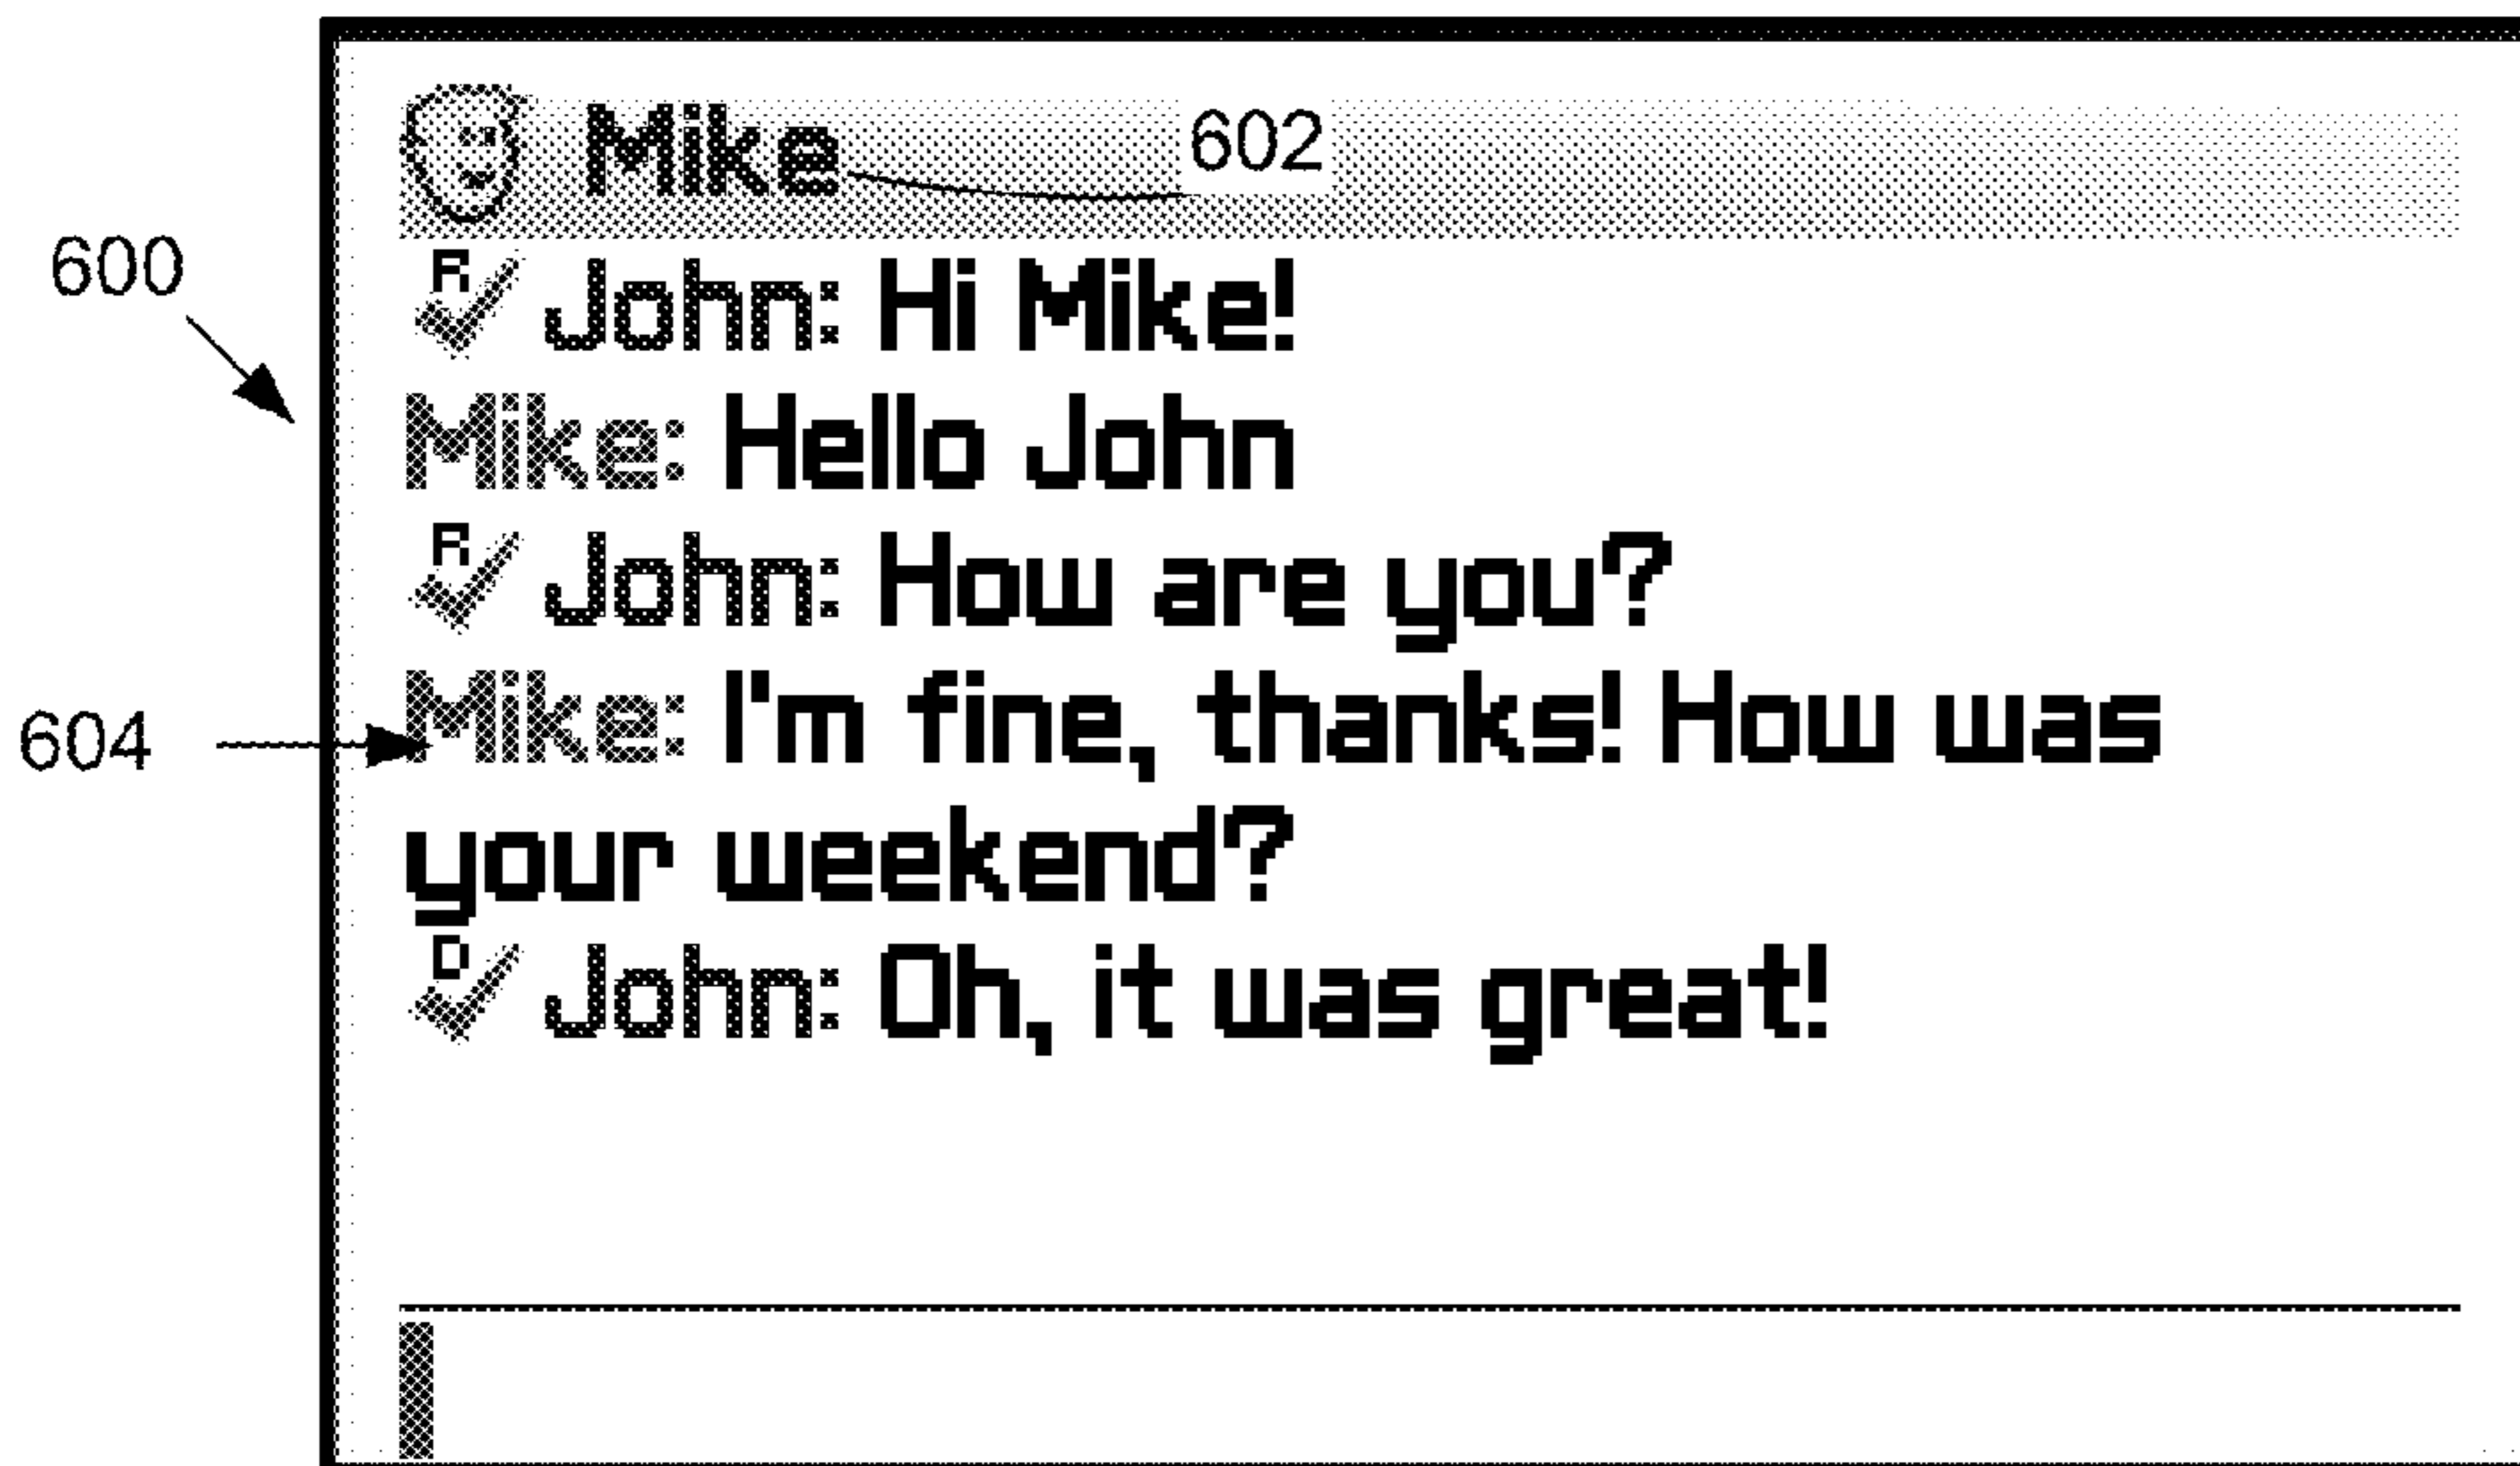 Mike 602
600
R John: Hi Mike!
Mike: Hello John
R John: How are you?
604 Mike: I'm fine, thanks! How was
your weekend?
D John: Oh, it was great!